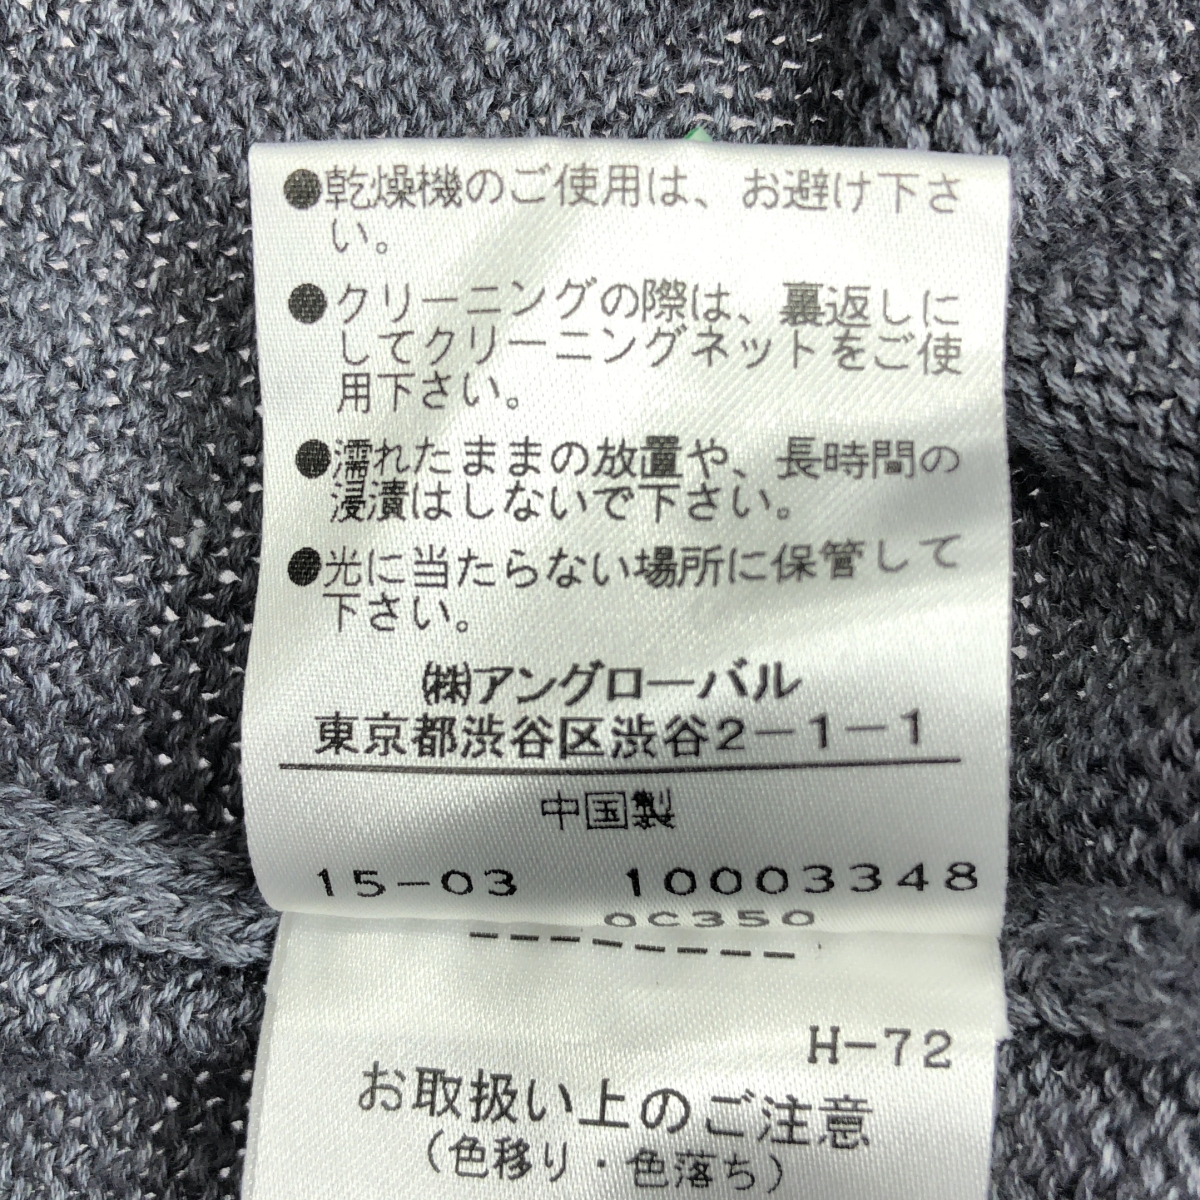 ●乾燥機のご使用は、お避け下さ
い。
●クリーニングの際は、裏返しに
してクリーニングネットをご使
用下さい。
●濡れたままの放置や、長時間の
浸漬はしないで下さい。
●光に当たらない場所に保管して
下さい。
㈱アングローバル
東京都渋谷区渋谷2-1-1
中国製
15-03 10003348
0C350
H-72
お取扱い上のご注意
(色移り・色落ち)